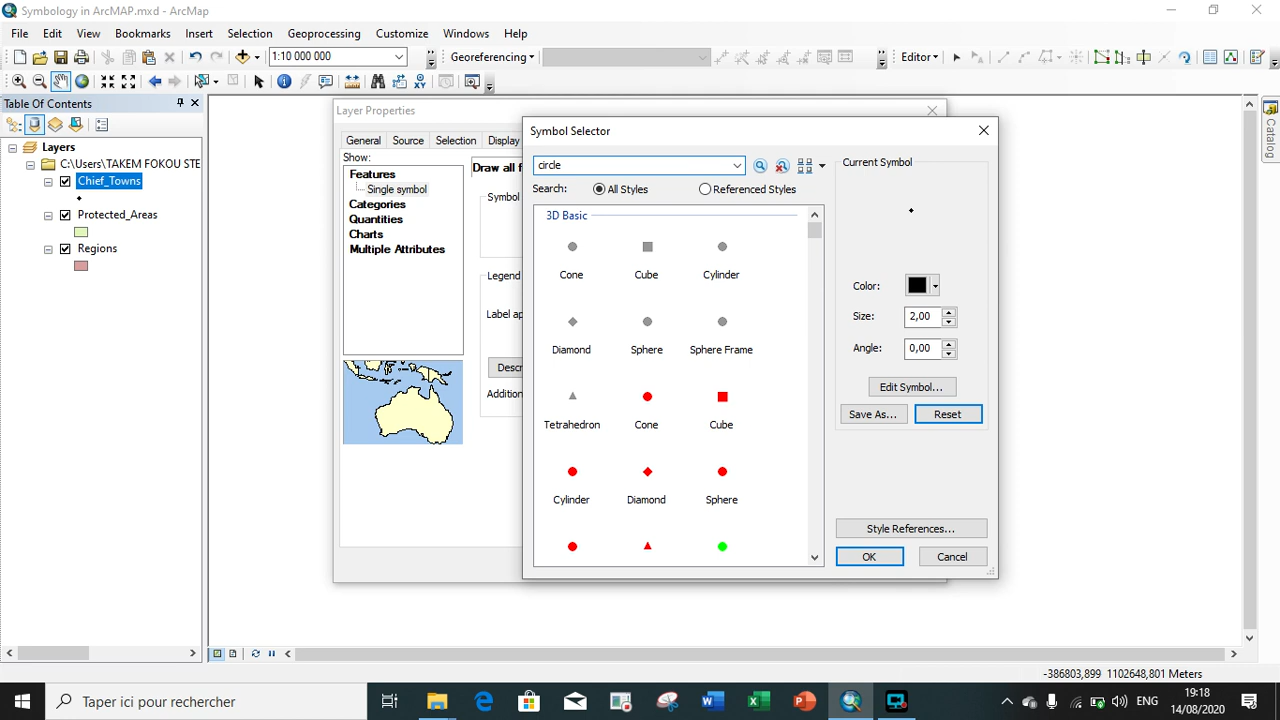 Symbology in ArcMAP.mxd - ArcMap
File Edit View Bookmarks Insert Selection Geoprocessing Customize Windows Help
1:10 000 000
Georeferencing
Editor
Table Of Contents
Layers
C:\Users\TAKEM FOKOU STE
Chief_Towns
Protected_Areas
Regions
Layer Properties
General Source Selection Display
Show:
Features
Single symbol
Categories
Quantities
Charts
Multiple Attributes
Draw all f
Symbol
Legend
Label ap
Descr
Addition
Symbol Selector
circle
Search: All Styles Referenced Styles
3D Basic
Cone Cube Cylinder
Diamond Sphere Sphere Frame
Tetrahedron Cone Cube
Cylinder Diamond Sphere
Current Symbol
Color:
Size: 2,00
Angle: 0,00
Edit Symbol...
Save As... Reset
Style References...
OK Cancel
Catalog
-386803,899 1102648,801 Meters
Taper ici pour rechercher
ENG
19:18
14/08/2020